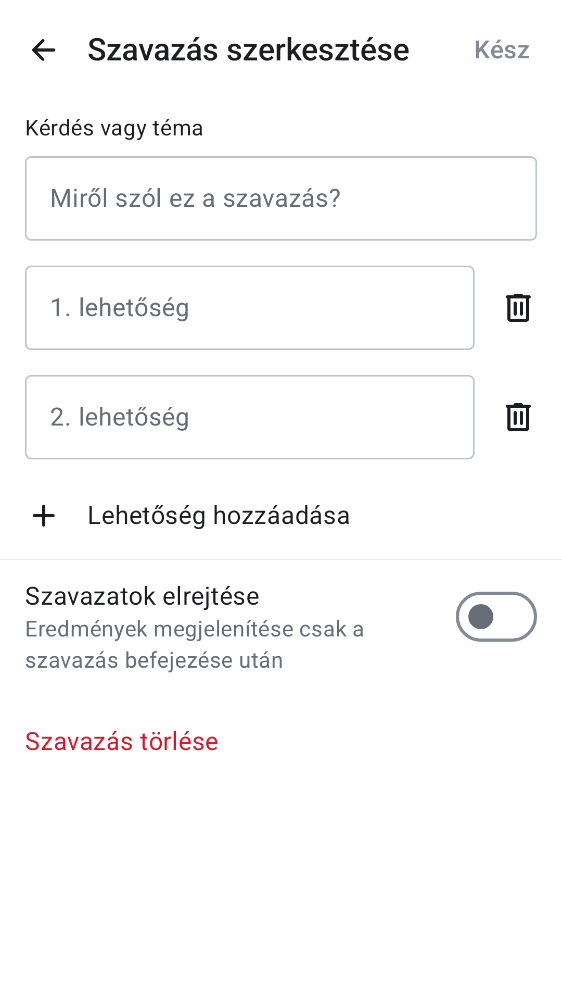 Szavazás szerkesztése
Kész
Kérdés vagy téma
Miről szól ez a szavazás?
1. lehetőség
2. lehetőség
Lehetőség hozzáadása
Szavazatok elrejtése
Eredmények megjelenítése csak a
szavazás befejezése után
Szavazás törlése